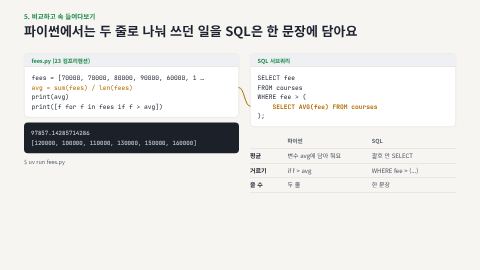 5. 비교하고 속 들여다보기
파이썬에서는 두 줄로 나눠 쓰던 일을 SQL은 한 문장에 담아요
fees.py (23 컴프리헨션)
fees = [70000, 70000, 80000, 90000, 60000, 1 …
avg = sum(fees) / len(fees)
print(avg)
print([f for f in fees if f > avg])
97857.14285714286
[120000, 100000, 110000, 130000, 150000, 160000]
$ uv run fees.py
SQL 서브쿼리
SELECT fee
FROM courses
WHERE fee > (
SELECT AVG(fee) FROM courses
);
파이썬 SQL
평균 변수 avg에 담아 둬요 괄호 안 SELECT
거르기 if f > avg WHERE fee > (...)
줄 수 두 줄 한 문장